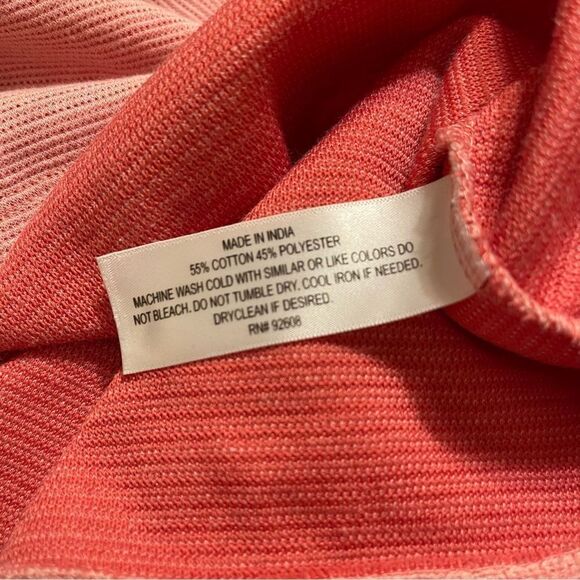 MADE IN INDIA
55% COTTON 45% POLYESTER
MACHINE WASH COLD WITH SIMILAR OR LIKE COLORS DO
NOT BLEACH. DO NOT TUMBLE DRY. COOL IRON IF NEEDED.
DRYCLEAN IF DESIRED.
RN# 92608